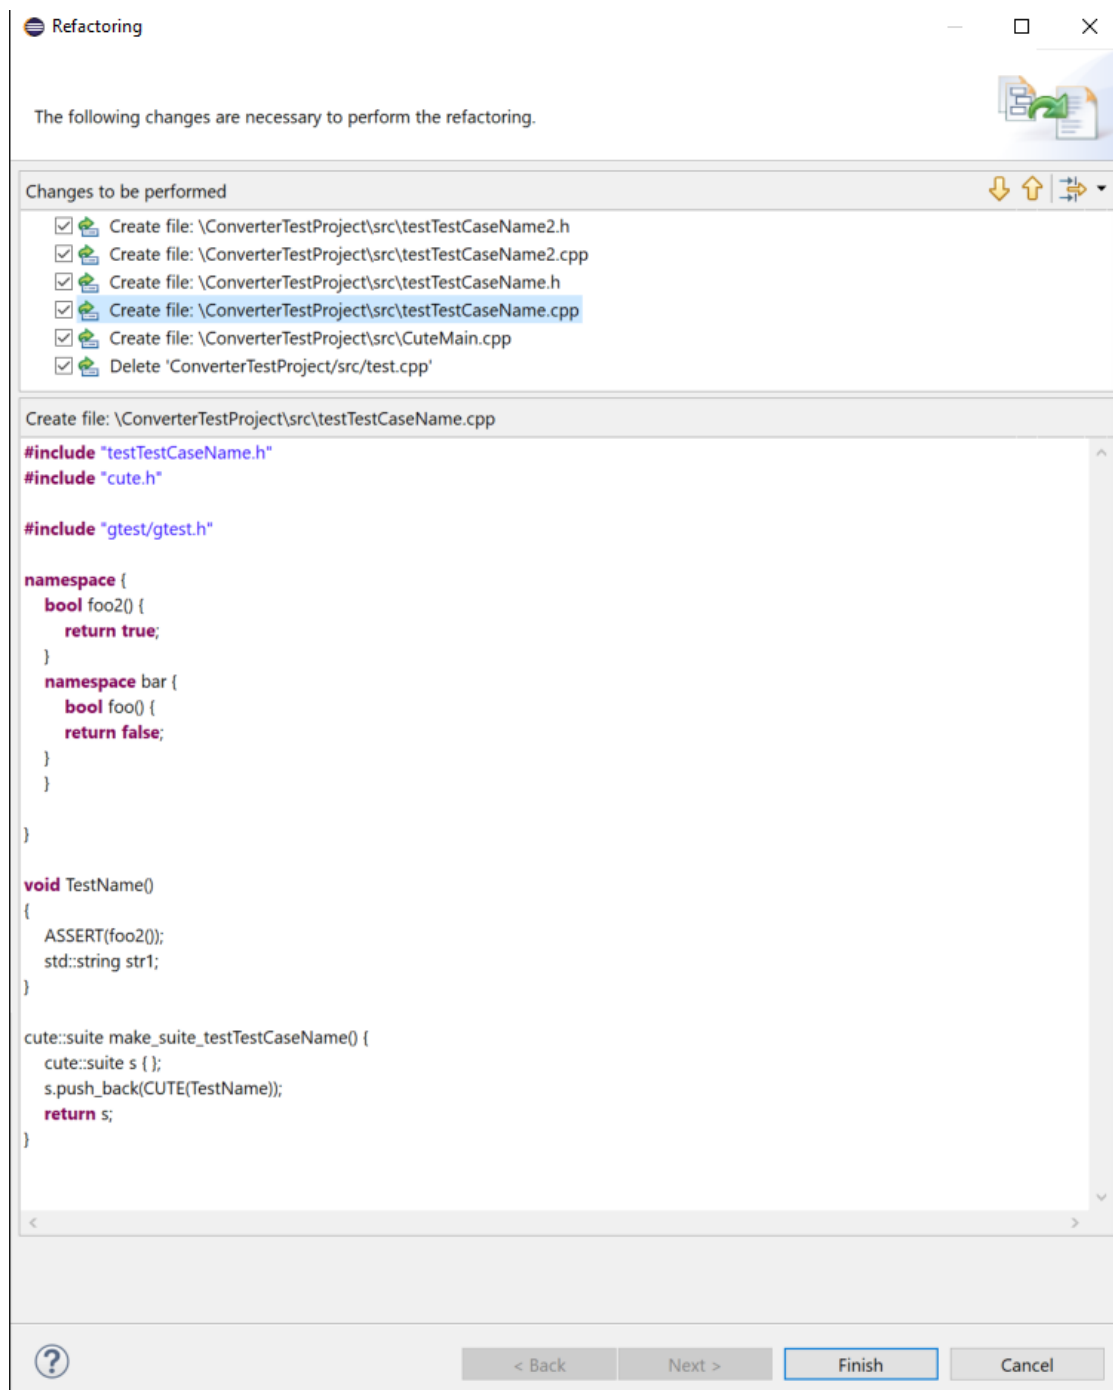 Refactoring
The following changes are necessary to perform the refactoring.
Changes to be performed
Create file: \ConverterTestProject\src\testTestCaseName2.h
Create file: \ConverterTestProject\src\testTestCaseName2.cpp
Create file: \ConverterTestProject\src\testTestCaseName.h
Create file: \ConverterTestProject\src\testTestCaseName.cpp
Create file: \ConverterTestProject\src\CuteMain.cpp
Delete 'ConverterTestProject/src/test.cpp'
Create file: \ConverterTestProject\src\testTestCaseName.cpp
#include "testTestCaseName.h"
#include "cute.h"
#include "gtest/gtest.h"
namespace {
bool foo2() {
return true;
}
namespace bar {
bool foo() {
return false;
}
}
}
void TestName()
{
ASSERT(foo2());
std::string str1;
}
cute::suite make_suite_testTestCaseName() {
cute::suite s { };
s.push_back(CUTE(TestName));
return s;
}
?
< Back
Next >
Finish
Cancel